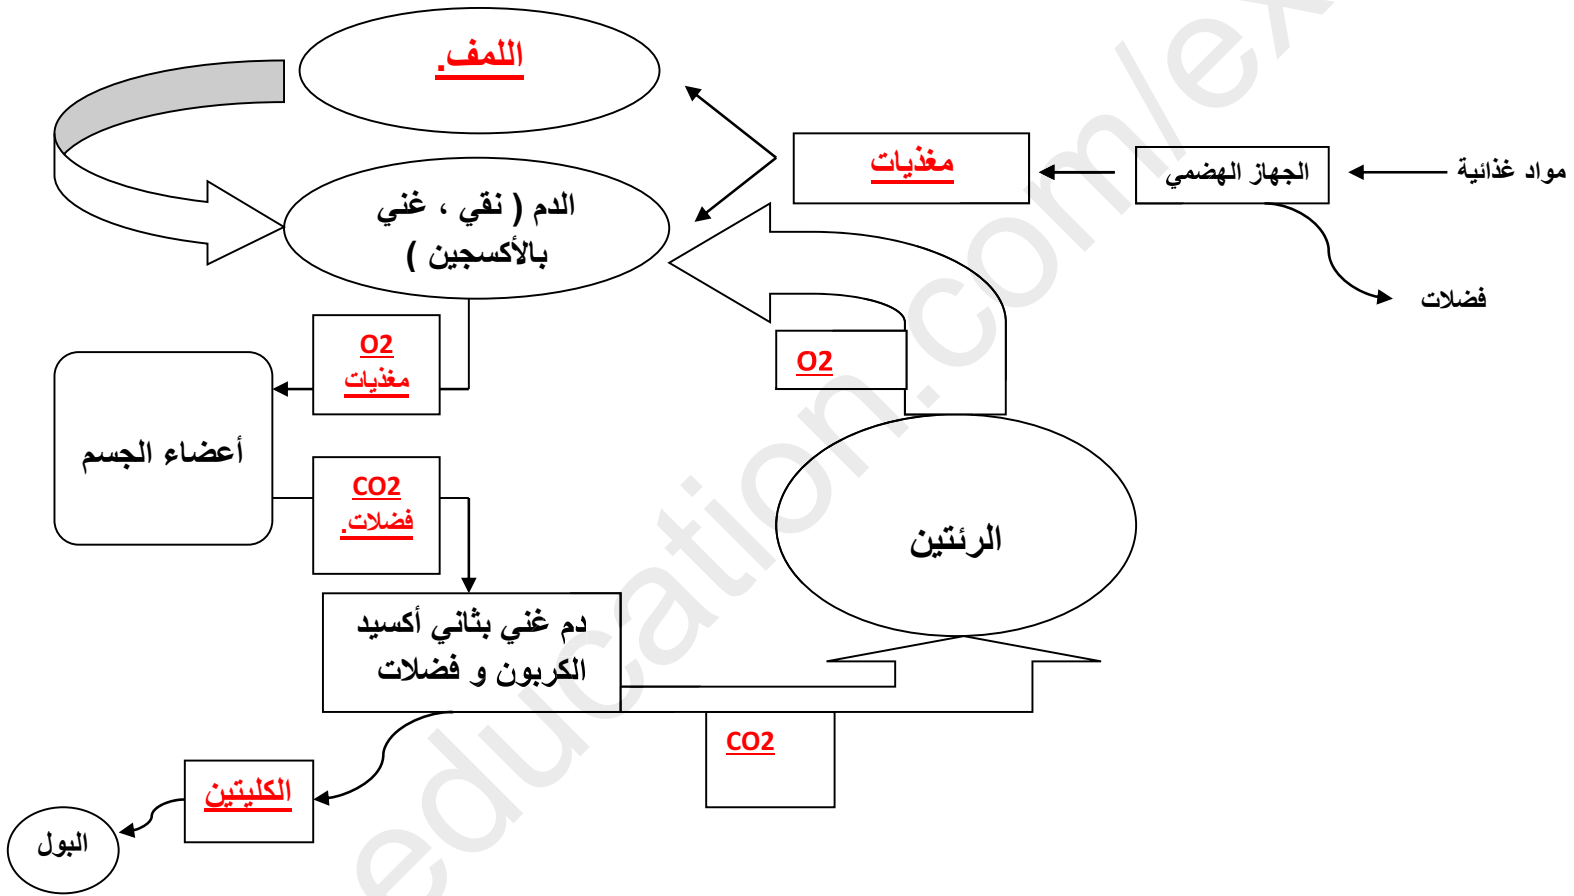 اللمف.
مغذيات
الجهاز الهضمي
مواد غذائية
الدم ( نقي ، غني
بالأكسجين )
فضلات
O2
مغذيات
O2
أعضاء الجسم
CO2
فضلات.
الرئتين
دم غني بثاني أكسيد
الكربون و فضلات
CO2
الكليتين
البول
education.com/ex